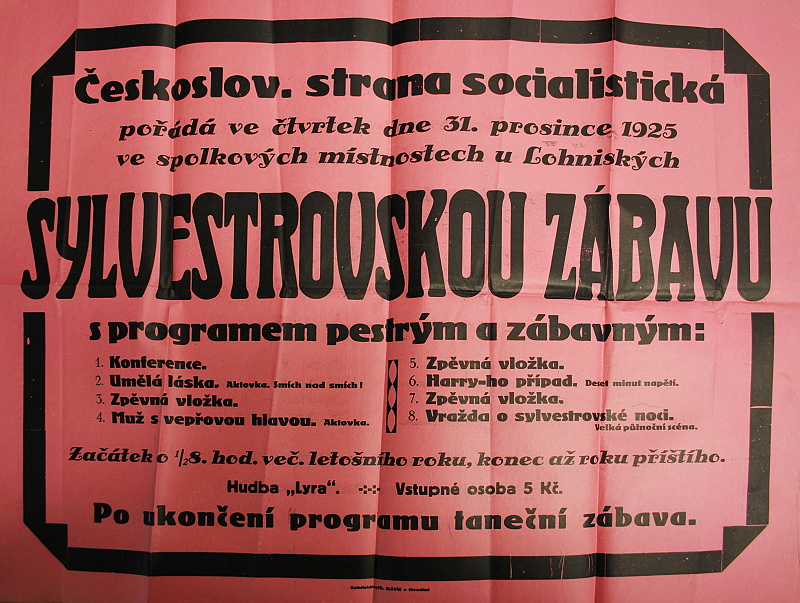 Českoslov. strana socialistická
pořádá ve čtvrtek dne 31. prosince 1925
ve spolkových místnostech u Lohniských
SYLVESTROVSKOU ZÁBAVU
s programem pestrým a zábavným:
1. Konference.
2. Umělá láska. Aktovka. Smích nad smích!
3. Zpěvná vložka.
4. Muž s vepřovou hlavou. Aktovka.
5. Zpěvná vložka.
6. Harry=ho případ. Deset minut napětí.
7. Zpěvná vložka.
8. Vražda o sylvestrovské noci.
Velká půlnoční scéna.
Začátek o 1/2 8. hod. več. letošního roku, konec až roku příštího.
Hudba „Lyra“. -:-:- Vstupné osoba 5 Kč.
Po ukončení programu taneční zábava.